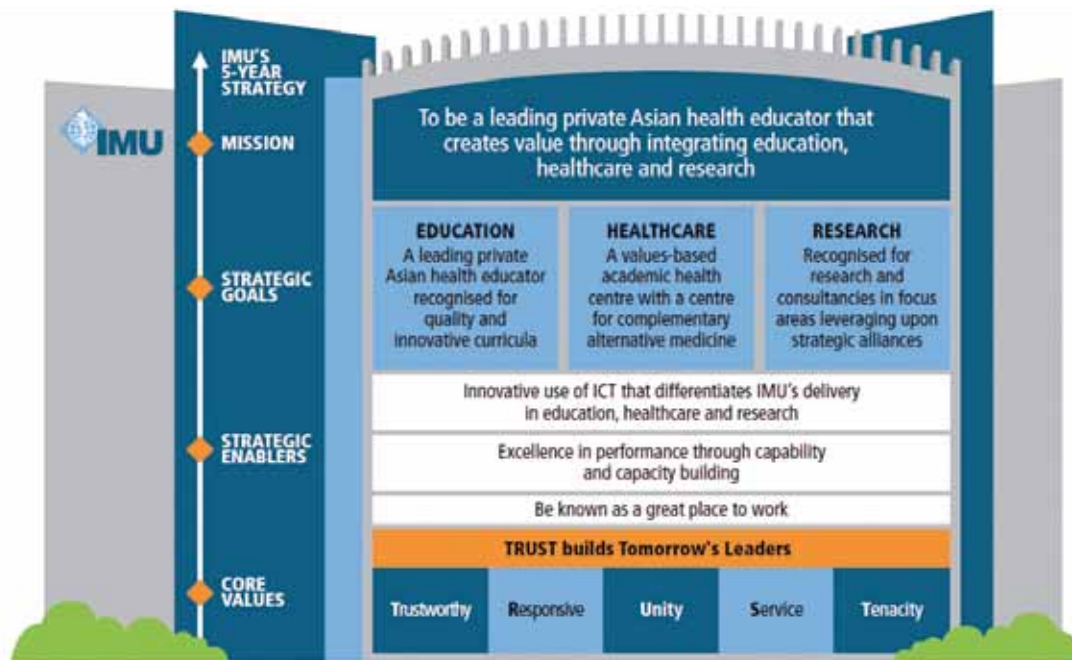 IMU'S
5-YEAR
STRATEGY
IMU
MISSION
To be a leading private Asian health educator that
creates value through integrating education,
healthcare and research
STRATEGIC
GOALS
EDUCATION
A leading private
Asian health educator
recognised for
quality and
innovative curricula
HEALTHCARE
A values-based
academic health
centre with a centre
for complementary
alternative medicine
RESEARCH
Recognised for
research and
consultancies in focus
areas leveraging upon
strategic alliances
STRATEGIC
ENABLERS
Innovative use of ICT that differentiates IMU's delivery
in education, healthcare and research
Excellence in performance through capability
and capacity building
Be known as a great place to work
CORE
VALUES
TRUST builds Tomorrow's Leaders
Trustworthy
Responsive
Unity
Service
Tenacity